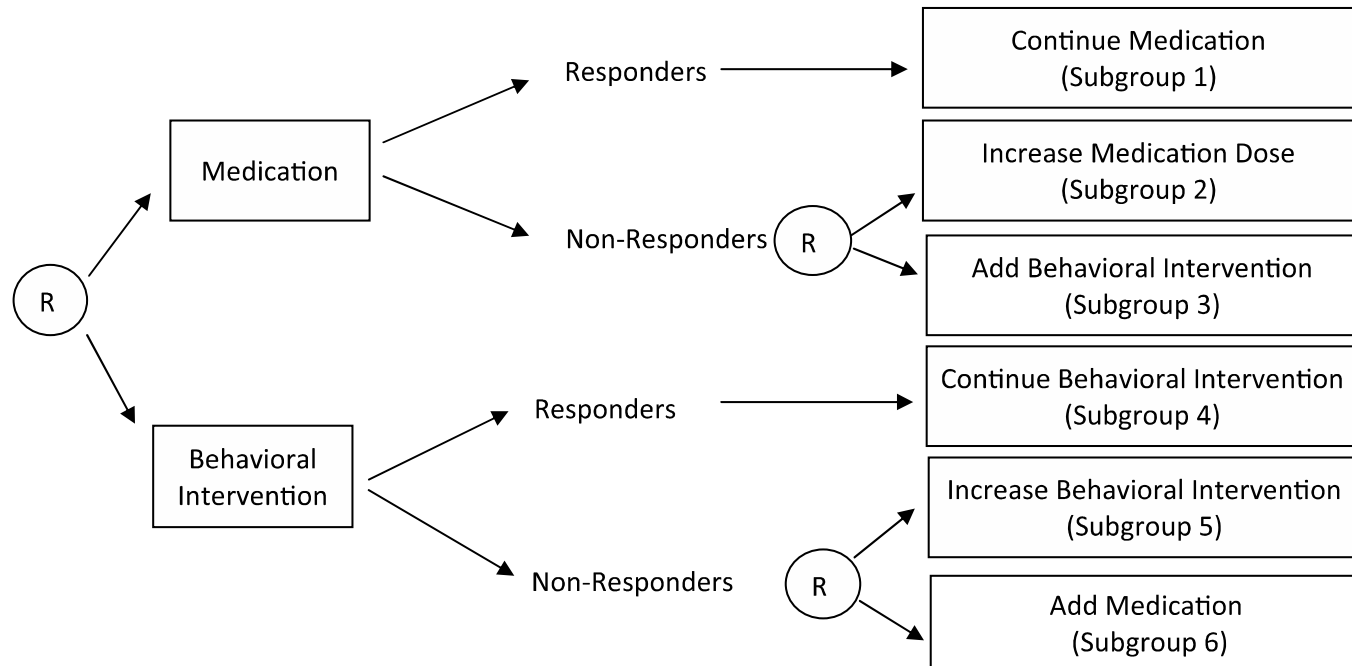 R
Medication
Responders
Continue Medication
(Subgroup 1)
Non-Responders
R
Increase Medication Dose
(Subgroup 2)
Add Behavioral Intervention
(Subgroup 3)
Behavioral
Intervention
Responders
Continue Behavioral Intervention
(Subgroup 4)
Non-Responders
R
Increase Behavioral Intervention
(Subgroup 5)
Add Medication
(Subgroup 6)